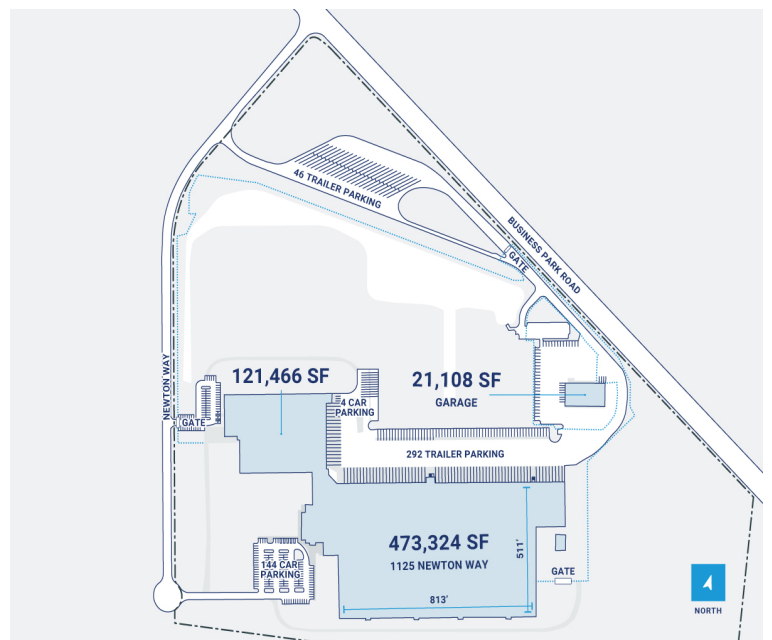 46 TRAILER PARKING
BUSINESS PARK ROAD
GATE
NEWTON WAY
121,466 SF
21,108 SF
GARAGE
4 CAR
PARKING
GATE
292 TRAILER PARKING
473,324 SF
1125 NEWTON WAY
511’
144 CAR
PARKING
GATE
813’
NORTH